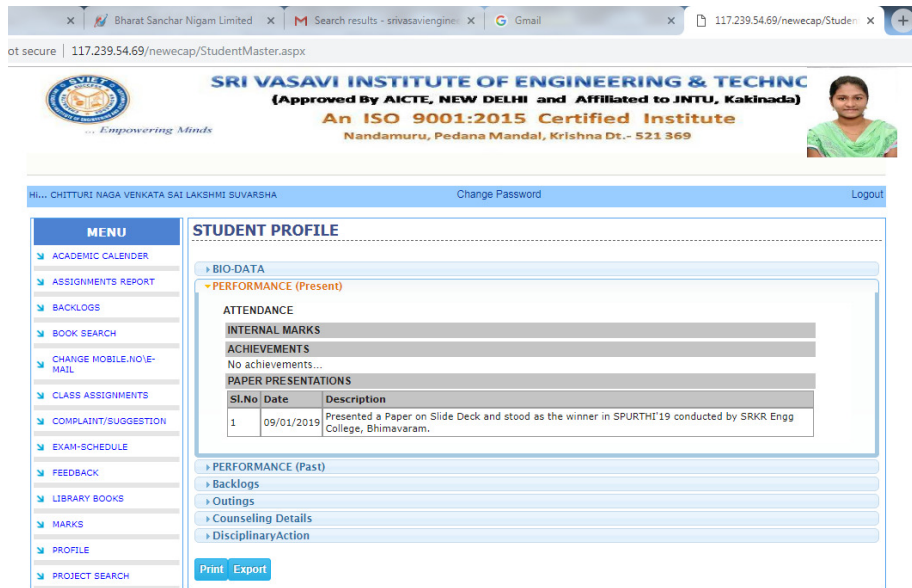 Bharat Sanchar Nigam Limited
Search results - srivasaviengineer
Gmail
117.239.54.69/newecap/Studen
ot secure | 117.239.54.69/newecap/StudentMaster.aspx
SRI VASAVI INSTITUTE OF ENGINEERING & TECHNC
(Approved By AICTE, NEW DELHI and Affiliated to JNTU, Kakinada)
An ISO 9001:2015 Certified Institute
Nandamuru, Pedana Mandal, Krishna Dt.- 521 369
SVIET
... Empowering Minds
Hi... CHITTURI NAGA VENKATA SAI LAKSHMI SUVARSHA Change Password Logout
MENU
ACADEMIC CALENDER
ASSIGNMENTS REPORT
BACKLOGS
BOOK SEARCH
CHANGE MOBILE.NO\E-
MAIL
CLASS ASSIGNMENTS
COMPLAINT/SUGGESTION
EXAM-SCHEDULE
FEEDBACK
LIBRARY BOOKS
MARKS
PROFILE
PROJECT SEARCH
STUDENT PROFILE
BIO-DATA
PERFORMANCE (Present)
ATTENDANCE
INTERNAL MARKS
ACHIEVEMENTS
No achievements...
PAPER PRESENTATIONS
Sl.No Date Description
1 09/01/2019 Presented a Paper on Slide Deck and stood as the winner in SPURTHI'19 conducted by SRKR Engg
College, Bhimavaram.
PERFORMANCE (Past)
Backlogs
Outings
Counseling Details
DisciplinaryAction
Print Export